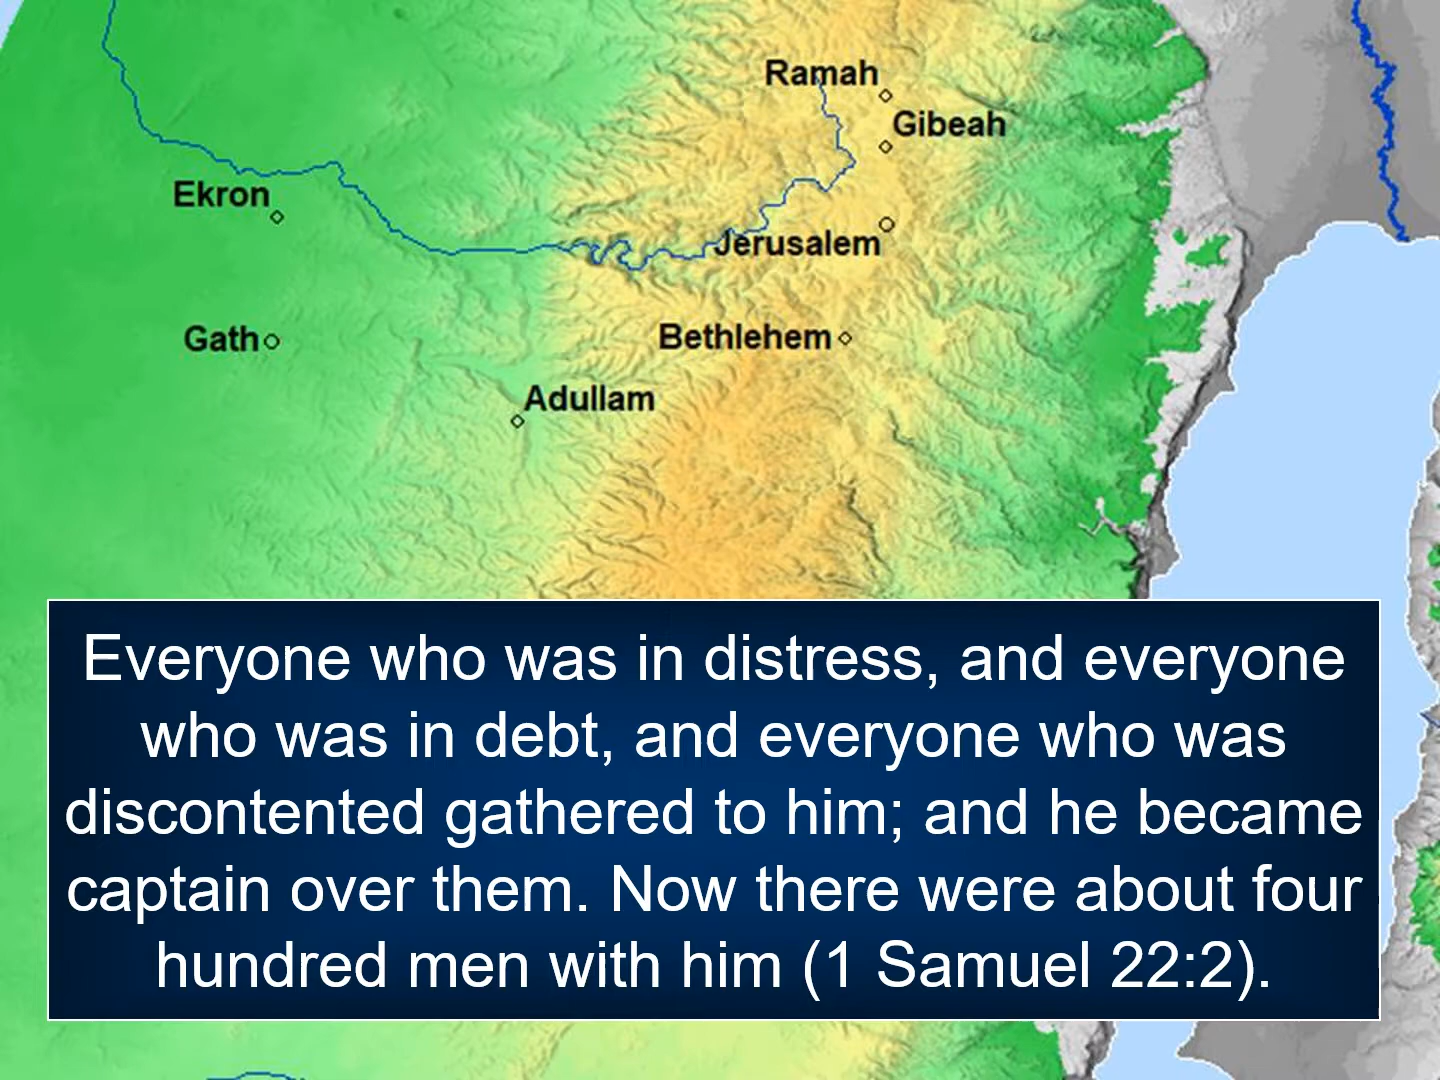 Ramah
Gibeah
Ekron
Jerusalem
Gath
Bethlehem
Adullam
Everyone who was in distress, and everyone
who was in debt, and everyone who was
discontented gathered to him; and he became
captain over them. Now there were about four
hundred men with him (1 Samuel 22:2).